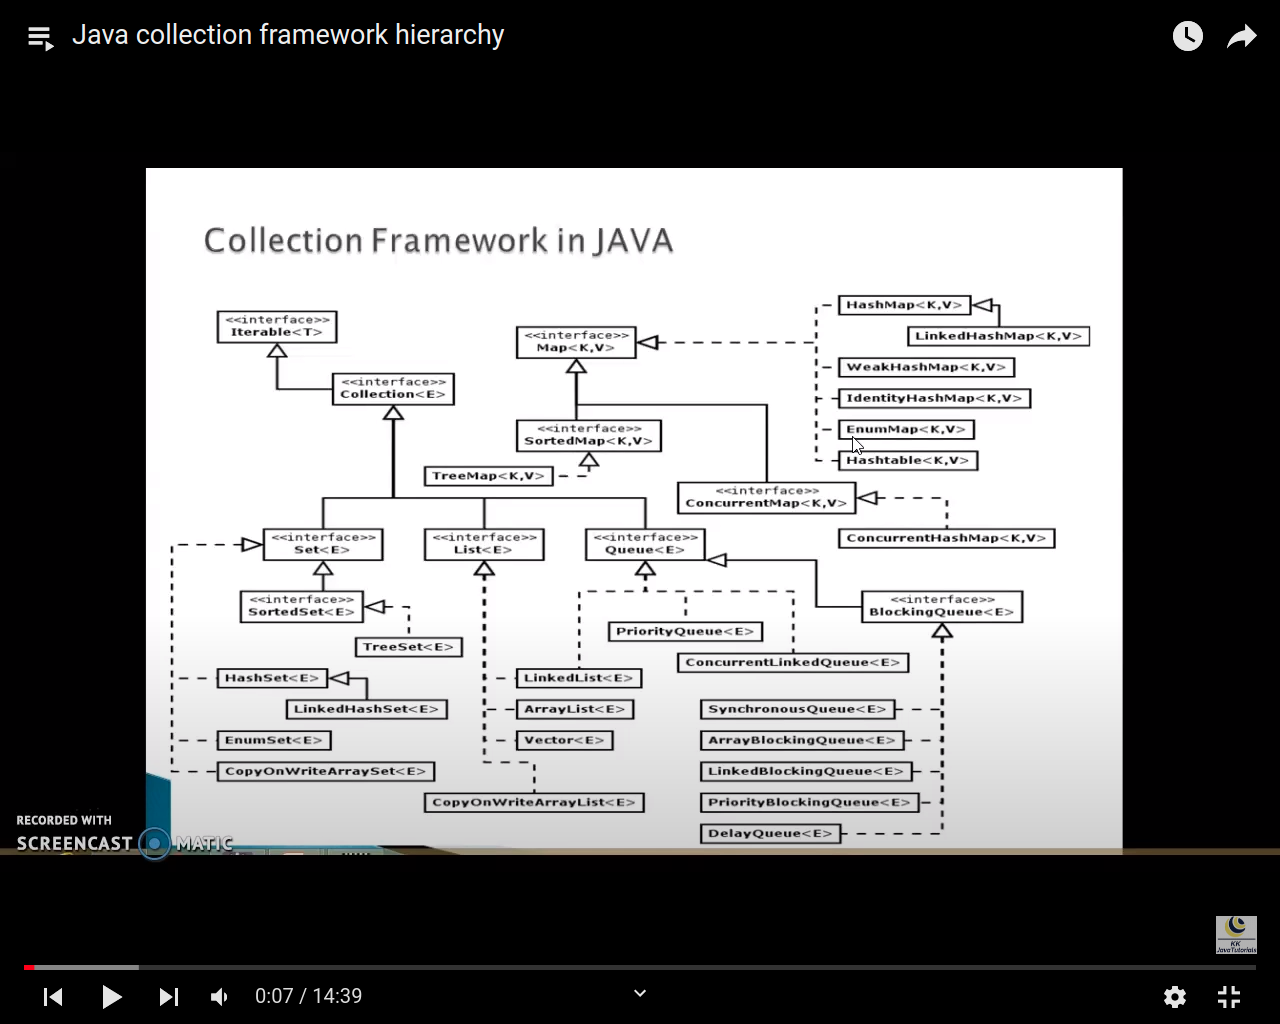 Java collection framework hierarchy
Collection Framework in JAVA
<<interface>>
Iterable<T>
<<interface>>
Collection<E>
<<interface>>
Map<K,V>
HashMap<K,V>
LinkedHashMap<K,V>
WeakHashMap<K,V>
IdentityHashMap<K,V>
EnumMap<K,V>
Hashtable<K,V>
<<interface>>
SortedMap<K,V>
TreeMap<K,V>
<<interface>>
ConcurrentMap<K,V>
ConcurrentHashMap<K,V>
<<interface>>
Set<E>
<<interface>>
List<E>
<<interface>>
Queue<E>
<<interface>>
SortedSet<E>
<<interface>>
BlockingQueue<E>
TreeSet<E>
PriorityQueue<E>
ConcurrentLinkedQueue<E>
HashSet<E>
LinkedHashSet<E>
EnumSet<E>
CopyOnWriteArraySet<E>
LinkedList<E>
ArrayList<E>
Vector<E>
CopyOnWriteArrayList<E>
SynchronousQueue<E>
ArrayBlockingQueue<E>
LinkedBlockingQueue<E>
PriorityBlockingQueue<E>
DelayQueue<E>
RECORDED WITH
SCREENCAST MATIC
KK
JavaTutorials
0:07 / 14:39